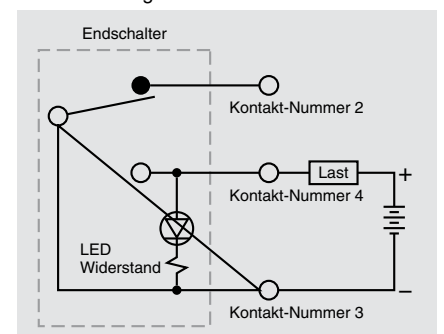 Endschalter
Kontakt-Nummer 2
Last
+
Kontakt-Nummer 4
LED
Widerstand
–
Kontakt-Nummer 3